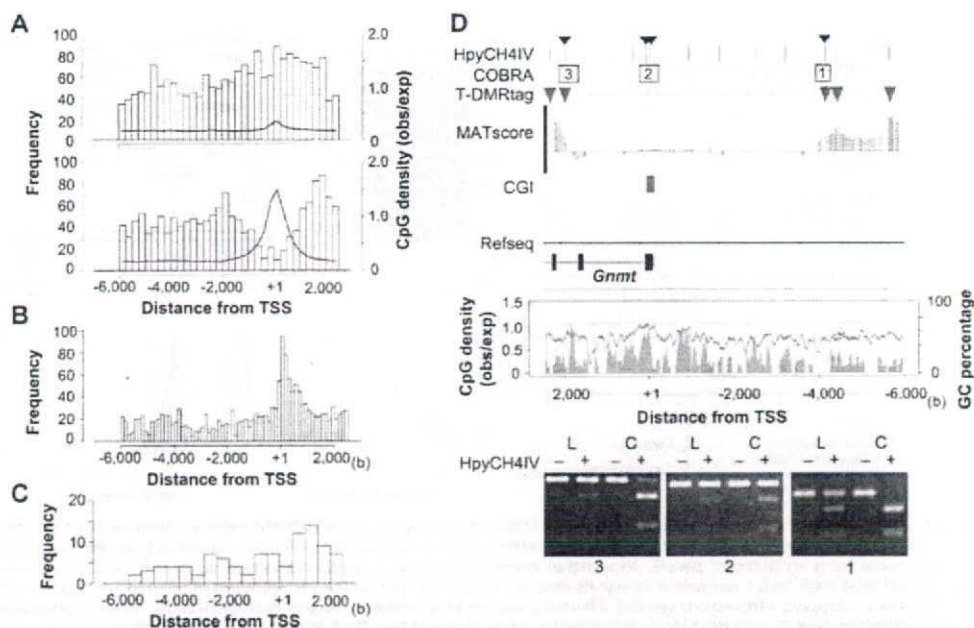 A
100
80
60
40
20
0
2.0
1.0
0
100
80
60
40
20
0
2.0
1.0
0
Frequency
CpG density (obs/exp)
-6,000 -4,000 -2,000 +1 2,000
Distance from TSS
B
100
80
60
40
20
0
Frequency
-6,000 -4,000 -2,000 +1 2,000 (b)
Distance from TSS
C
20
10
0
Frequency
-6,000 -4,000 -2,000 +1 2,000
Distance from TSS
D
HpyCH4IV
COBRA 3 2 1
T-DMRtag
MATscore
CGI
Refseq
Gnmt
CpG density (obs/exp)
1.5
1.0
0.5
0
100
0
GC percentage
2,000 +1 -2,000 -4,000 -6,000 (b)
Distance from TSS
L C L C L C
HpyCH4IV − + − + − + − + − + − +
3 2 1